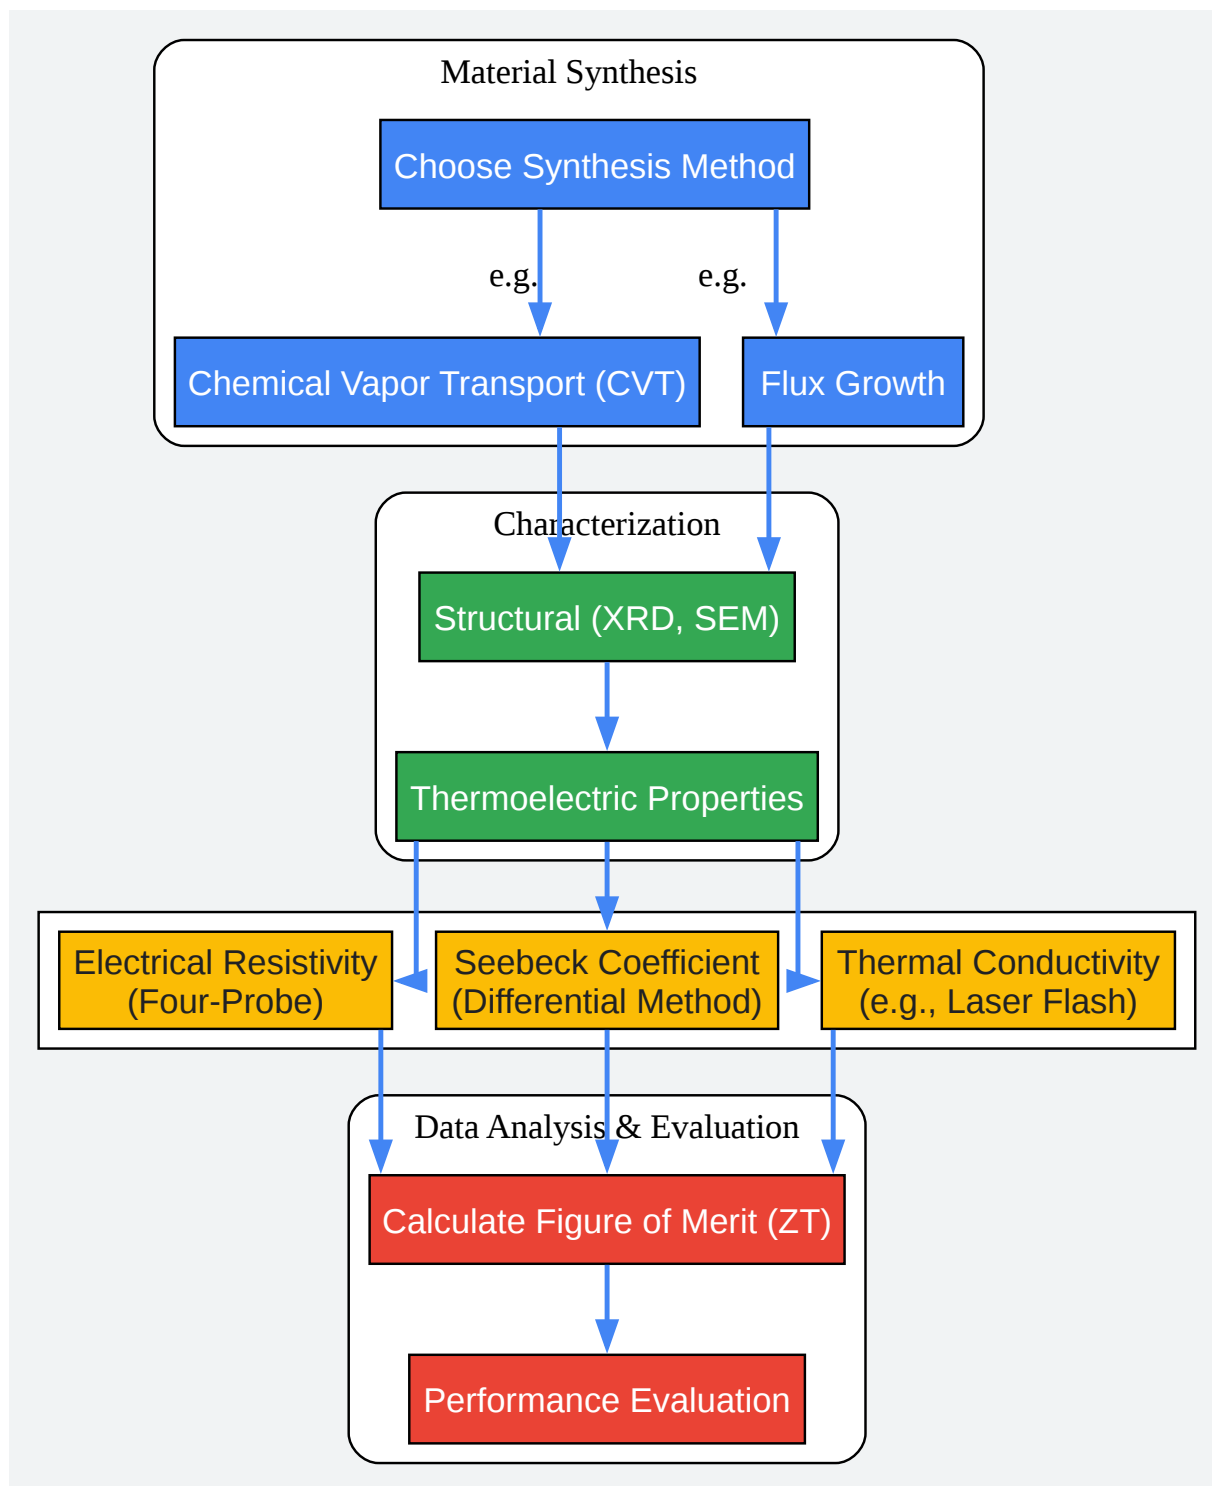 Material Synthesis
Choose Synthesis Method
e.g.
e.g.
Chemical Vapor Transport (CVT)
Flux Growth
Characterization
Structural (XRD, SEM)
Thermoelectric Properties
Electrical Resistivity
(Four-Probe)
Seebeck Coefficient
(Differential Method)
Thermal Conductivity
(e.g., Laser Flash)
Data Analysis & Evaluation
Calculate Figure of Merit (ZT)
Performance Evaluation